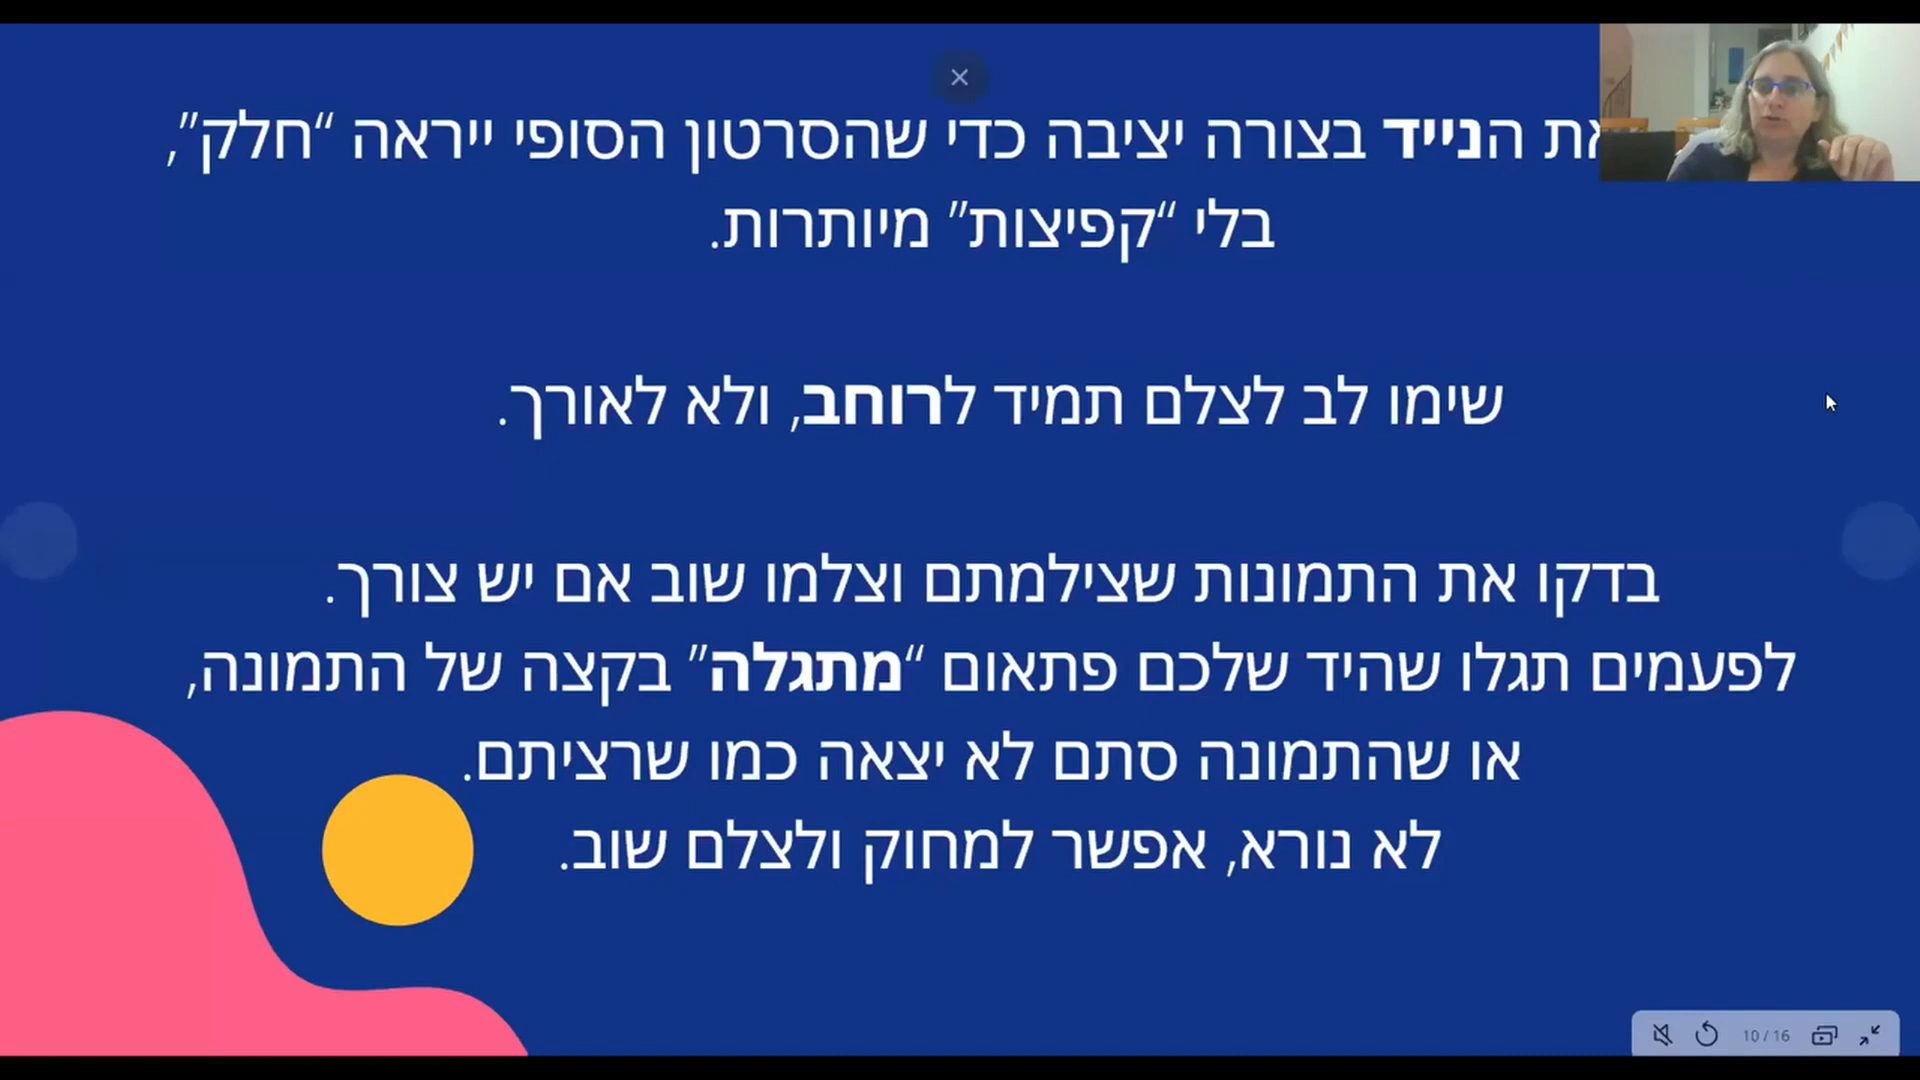 את הנייד בצורה יציבה כדי שהסרטון הסופי ייראה “חלק”,
בלי “קפיצות” מיותרות.
שימו לב לצלם תמיד לרוחב, ולא לאורך.
בדקו את התמונות שצילמתם וצלמו שוב אם יש צורך.
לפעמים תגלו שהיד שלכם פתאום “מתגלה” בקצה של התמונה,
או שהתמונה סתם לא יצאה כמו שרציתם.
לא נורא, אפשר למחוק ולצלם שוב.
10 / 16